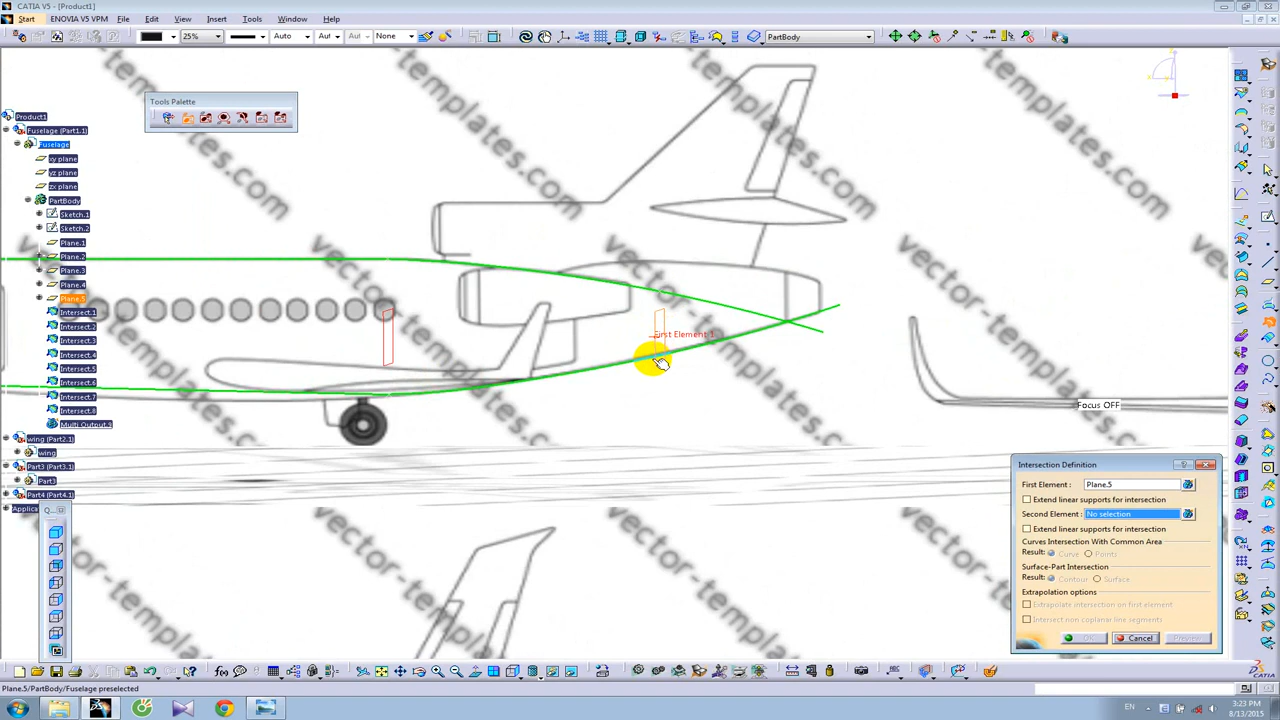 CATIA V5 - [Product1]
Start ENOVIA V5 VPM File Edit View Insert Tools Window Help
25% Auto Aut Aut None PartBody
Tools Palette
Product1
Fuselage (Part1.1)
Fuselage
xy plane
yz plane
zx plane
PartBody
Sketch.1
Sketch.2
Plane.1
Plane.2
Plane.3
Plane.4
Plane.5
Intersect.1
Intersect.2
Intersect.3
Intersect.4
Intersect.5
Intersect.6
Intersect.7
Intersect.8
Multi Output.9
wing (Part2.1)
wing
Part3 (Part3.1)
Part3
Part4 (Part4.1)
Applica
Q...
vector-templates.com
First Element 1
Focus OFF
Intersection Definition
First Element : Plane.5
Extend linear supports for intersection
Second Element : No selection
Extend linear supports for intersection
Curves Intersection With Common Area
Result: Curve Points
Surface-Part Intersection
Result: Contour Surface
Extrapolation options
Extrapolate intersection on first element
Intersect non coplanar line segments
OK Cancel Preview
CATIA
Plane.5/PartBody/Fuselage preselected
EN 3:23 PM
8/13/2015